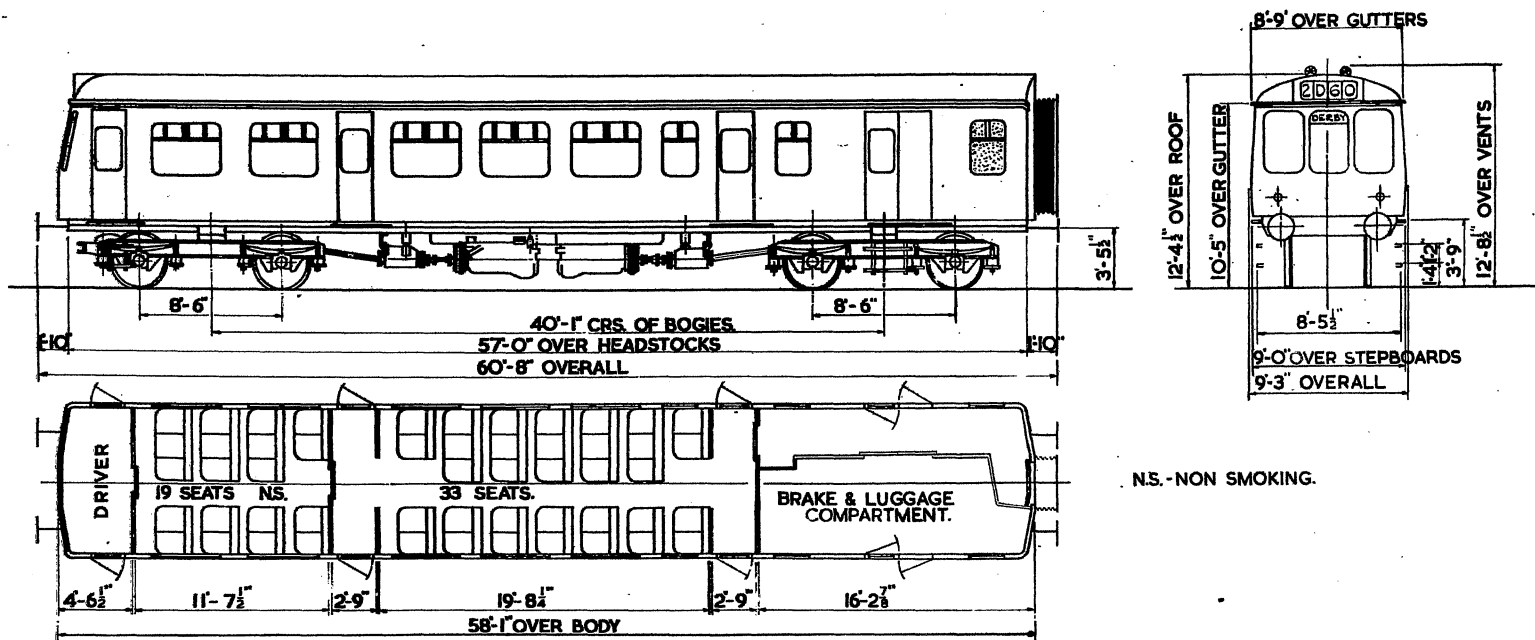 8'-9" OVER GUTTERS
2D60
DERBY
12'-4½" OVER ROOF
10'-5" OVER GUTTER
12'-8½" OVER VENTS
3'-5½"
1'-4½"
2"
3'-9"
8'-6"
8'-6"
40'-1" CRS. OF BOGIES.
1'-10"
57'-0" OVER HEADSTOCKS
1'-10"
60'-8" OVERALL
8'-5½"
9'-0" OVER STEPBOARDS
9'-3" OVERALL
DRIVER
19 SEATS N.S.
33 SEATS.
BRAKE & LUGGAGE
COMPARTMENT.
N.S.-NON SMOKING.
4'-6½"
11'-7½"
2'-9"
19'-8¼"
2'-9"
16'-2⅞"
58'-1" OVER BODY